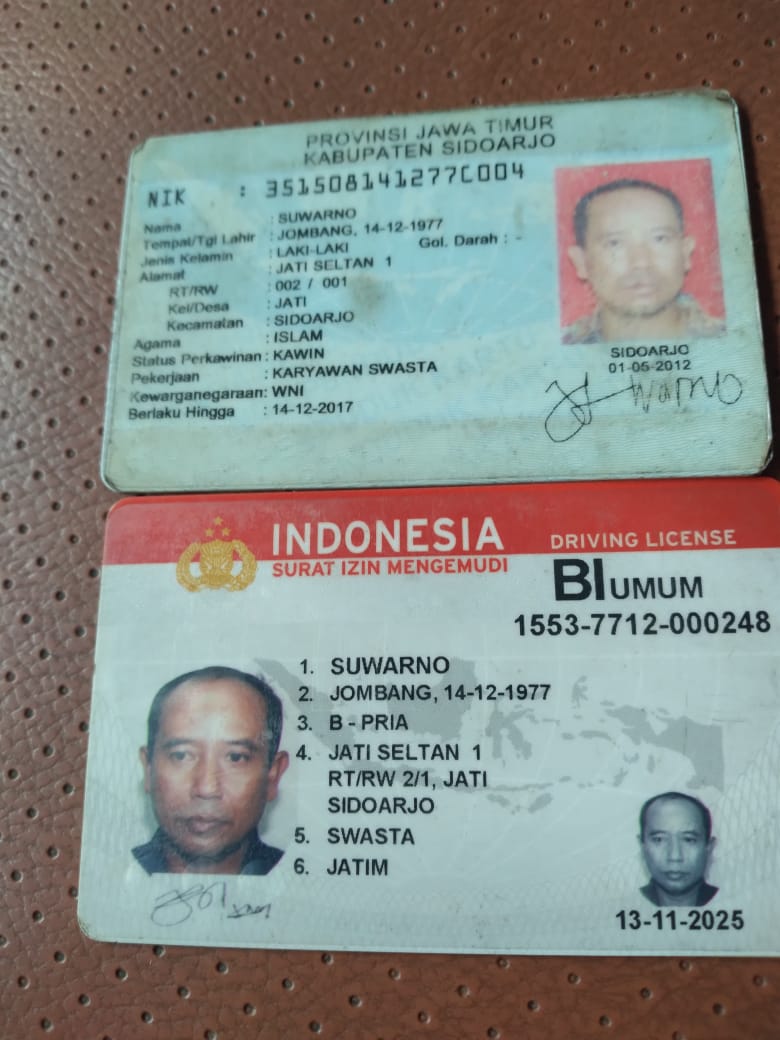 PROVINSI JAWA TIMUR
KABUPATEN SIDOARJO
NIK : 351508141277C004
Nama : SUWARNO
Tempat/Tgl Lahir : JOMBANG, 14-12-1977
Jenis Kelamin : LAKI-LAKI Gol. Darah : -
Alamat : JATI SELTAN 1
RT/RW : 002 / 001
Kel/Desa : JATI
Kecamatan : SIDOARJO
Agama : ISLAM
Status Perkawinan : KAWIN
Pekerjaan : KARYAWAN SWASTA
Kewarganegaraan: WNI
Berlaku Hingga : 14-12-2017
SIDOARJO
01-05-2012
INDONESIA
SURAT IZIN MENGEMUDI
DRIVING LICENSE
BI UMUM
1553-7712-000248
1. SUWARNO
2. JOMBANG, 14-12-1977
3. B - PRIA
4. JATI SELTAN 1
RT/RW 2/1, JATI
SIDOARJO
5. SWASTA
6. JATIM
13-11-2025